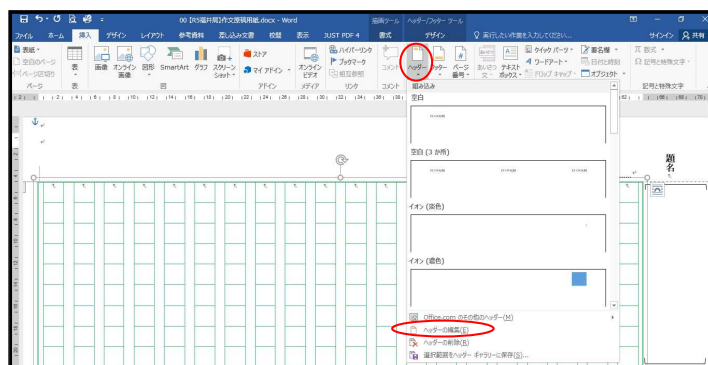 00 【R5福井用】作文原稿用紙.docx - Word
描画ツール ヘッダー/フッター ツール
ファイル ホーム 挿入 デザイン レイアウト 参考資料 差し込み文書 校閲 表示 JUST PDF 4 書式 デザイン 実行したい作業を入力してください... サインイン 共有
表紙 ストア ハイパーリンク クイック パーツ 署名欄 π 数式
空白のページ マイ アプリ ブックマーク ワードアート 日付と時刻 Ω 記号と特殊文字
ページ区切り 相互参照 ドロップ キャップ オブジェクト
表 画像 オンライン画像 図形 SmartArt グラフ スクリーンショット オンラインビデオ コメント ヘッダー フッター ページ番号 あいさつ文 テキストボックス
ページ 表 図 アドイン メディア リンク コメント 記号と特殊文字
組み込み
空白
空白 (3 か所)
イオン (淡色)
イオン (濃色)
Office.com のその他のヘッダー(M)
ヘッダーの編集(E)
ヘッダーの削除(R)
選択範囲をヘッダー ギャラリーに保存(S)...
題名